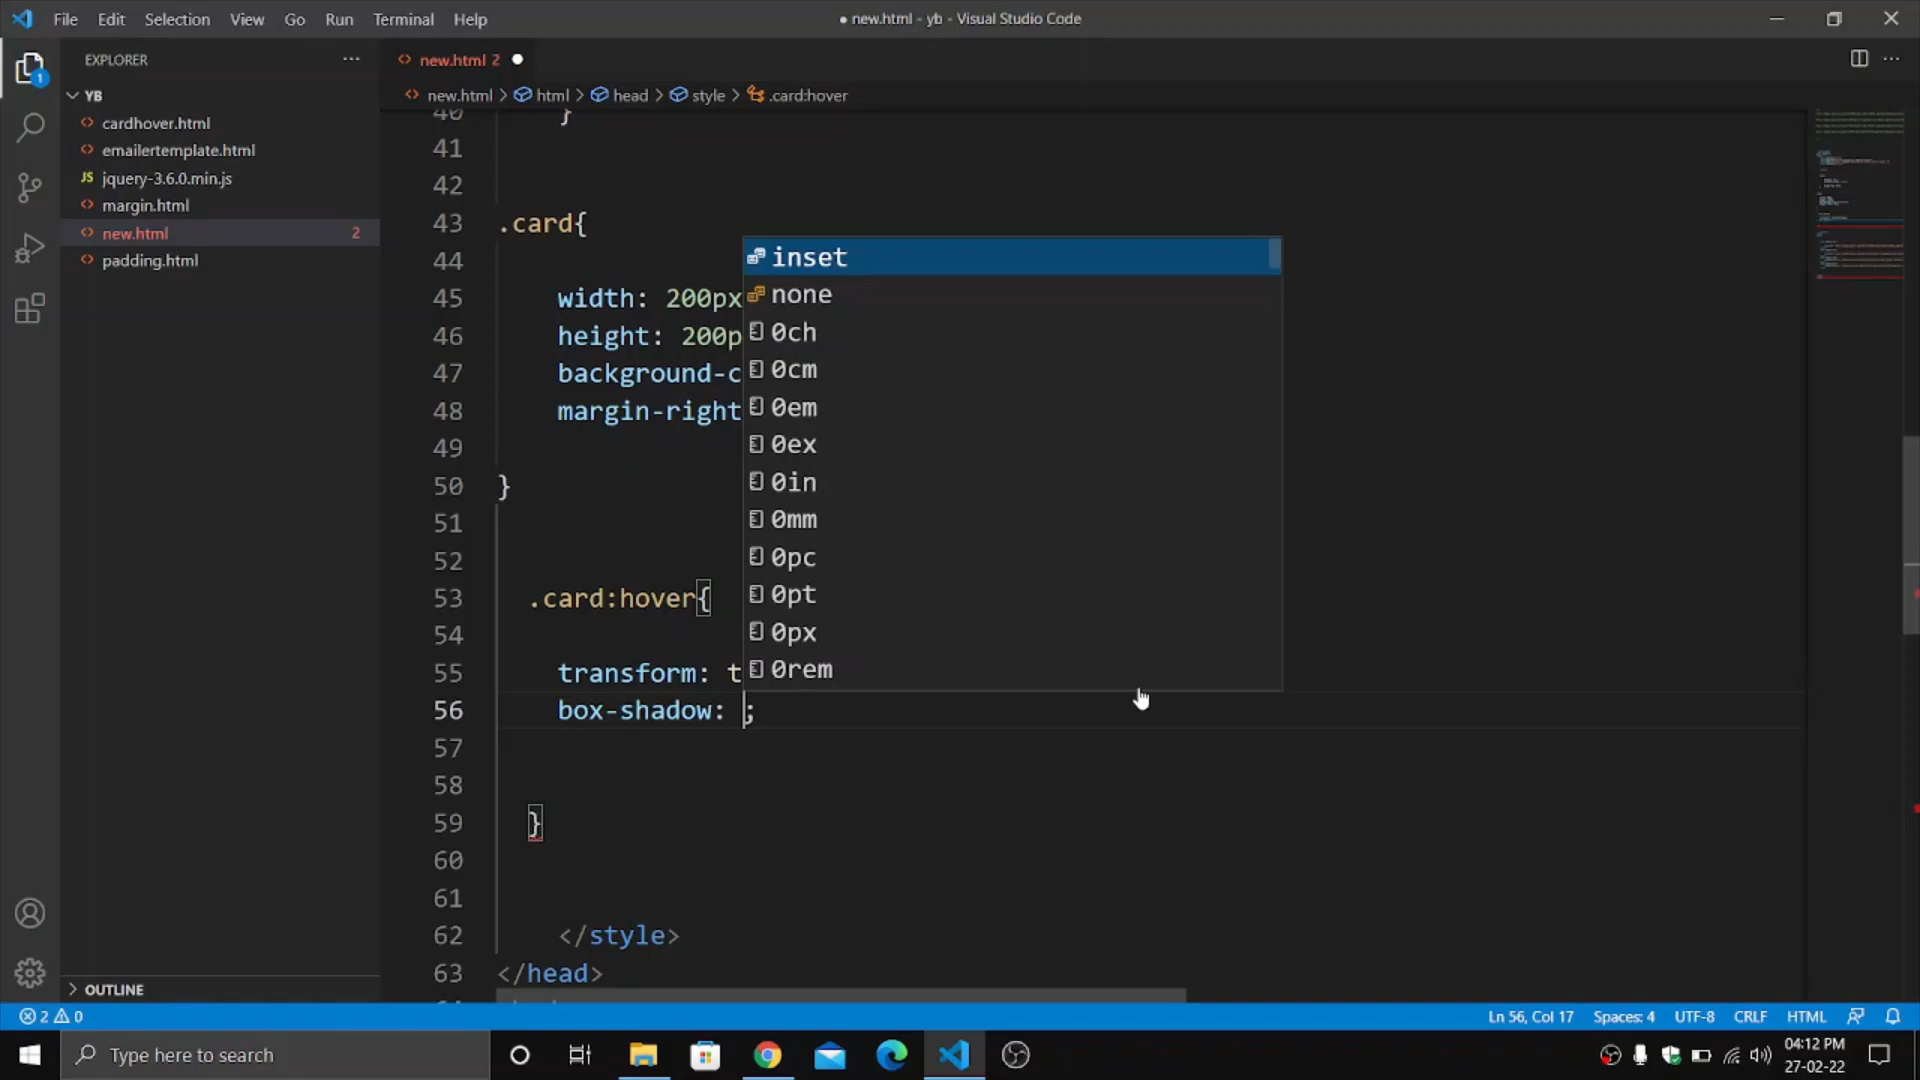 File Edit Selection View Go Run Terminal Help
● new.html - yb - Visual Studio Code
EXPLORER
new.html 2
new.html > html > head > style > .card:hover
1
YB
cardhover.html
emailertemplate.html
JS jquery-3.6.0.min.js
margin.html
new.html 2
padding.html
40 }
41
42
43 .card{
44
45 width: 200px
46 height: 200p
47 background-c
48 margin-right
49
50 }
51
52
53 .card:hover{
54
55 transform: t
56 box-shadow: ;
57
58
59 }
60
61
62 </style>
63 </head>
inset
none
0ch
0cm
0em
0ex
0in
0mm
0pc
0pt
0px
0rem
OUTLINE
2 0
Ln 56, Col 17 Spaces: 4 UTF-8 CRLF HTML
Type here to search
04:12 PM
27-02-22